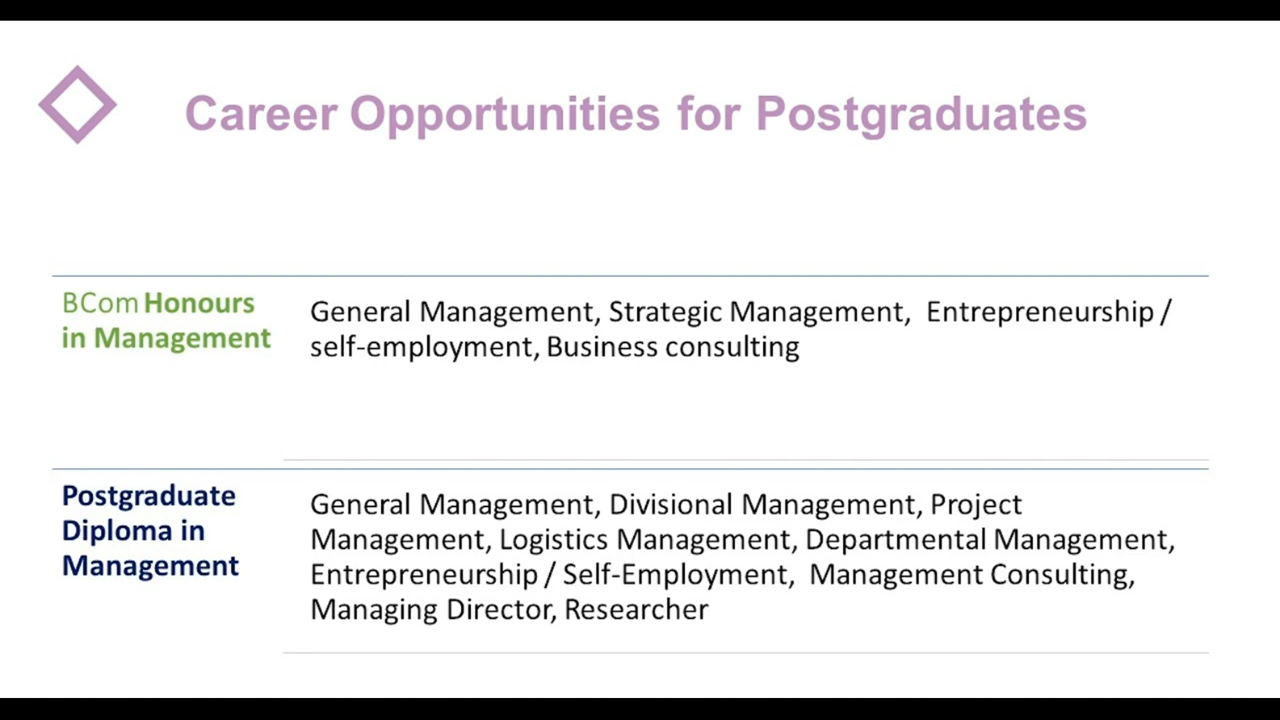 Career Opportunities for Postgraduates
BCom Honours
in Management
General Management, Strategic Management, Entrepreneurship /
self-employment, Business consulting
Postgraduate
Diploma in
Management
General Management, Divisional Management, Project
Management, Logistics Management, Departmental Management,
Entrepreneurship / Self-Employment, Management Consulting,
Managing Director, Researcher